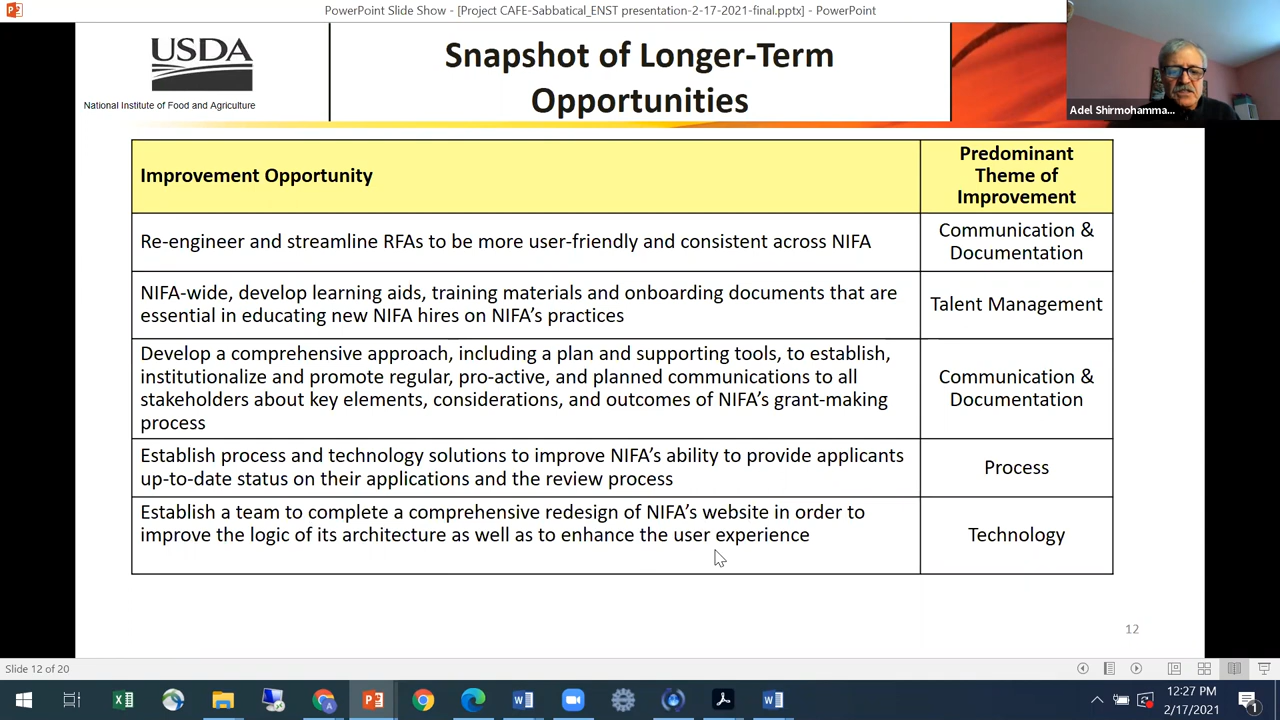 PowerPoint Slide Show - [Project CAFE-Sabbatical_ENST presentation-2-17-2021-final.pptx] - PowerPoint
USDA
National Institute of Food and Agriculture
Snapshot of Longer-Term
Opportunities
Adel Shirmohamma...
Improvement Opportunity
Predominant
Theme of
Improvement
Re-engineer and streamline RFAs to be more user-friendly and consistent across NIFA
Communication &
Documentation
NIFA-wide, develop learning aids, training materials and onboarding documents that are
essential in educating new NIFA hires on NIFA's practices
Talent Management
Develop a comprehensive approach, including a plan and supporting tools, to establish,
institutionalize and promote regular, pro-active, and planned communications to all
stakeholders about key elements, considerations, and outcomes of NIFA's grant-making
process
Communication &
Documentation
Establish process and technology solutions to improve NIFA's ability to provide applicants
up-to-date status on their applications and the review process
Process
Establish a team to complete a comprehensive redesign of NIFA's website in order to
improve the logic of its architecture as well as to enhance the user experience
Technology
12
Slide 12 of 20
12:27 PM
2/17/2021
1